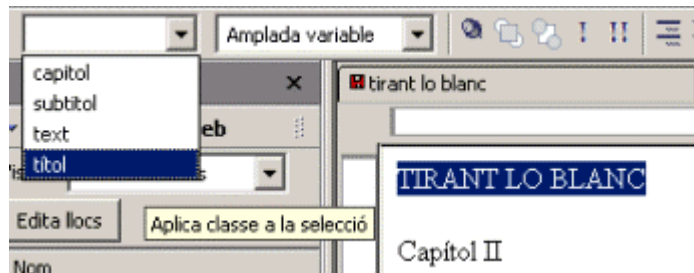 Amplada variable
capitol
subtitol
text
títol
tirant lo blanc
eb
s
Edita llocs
Aplica classe a la selecció
Nom
TIRANT LO BLANC
Capítol II